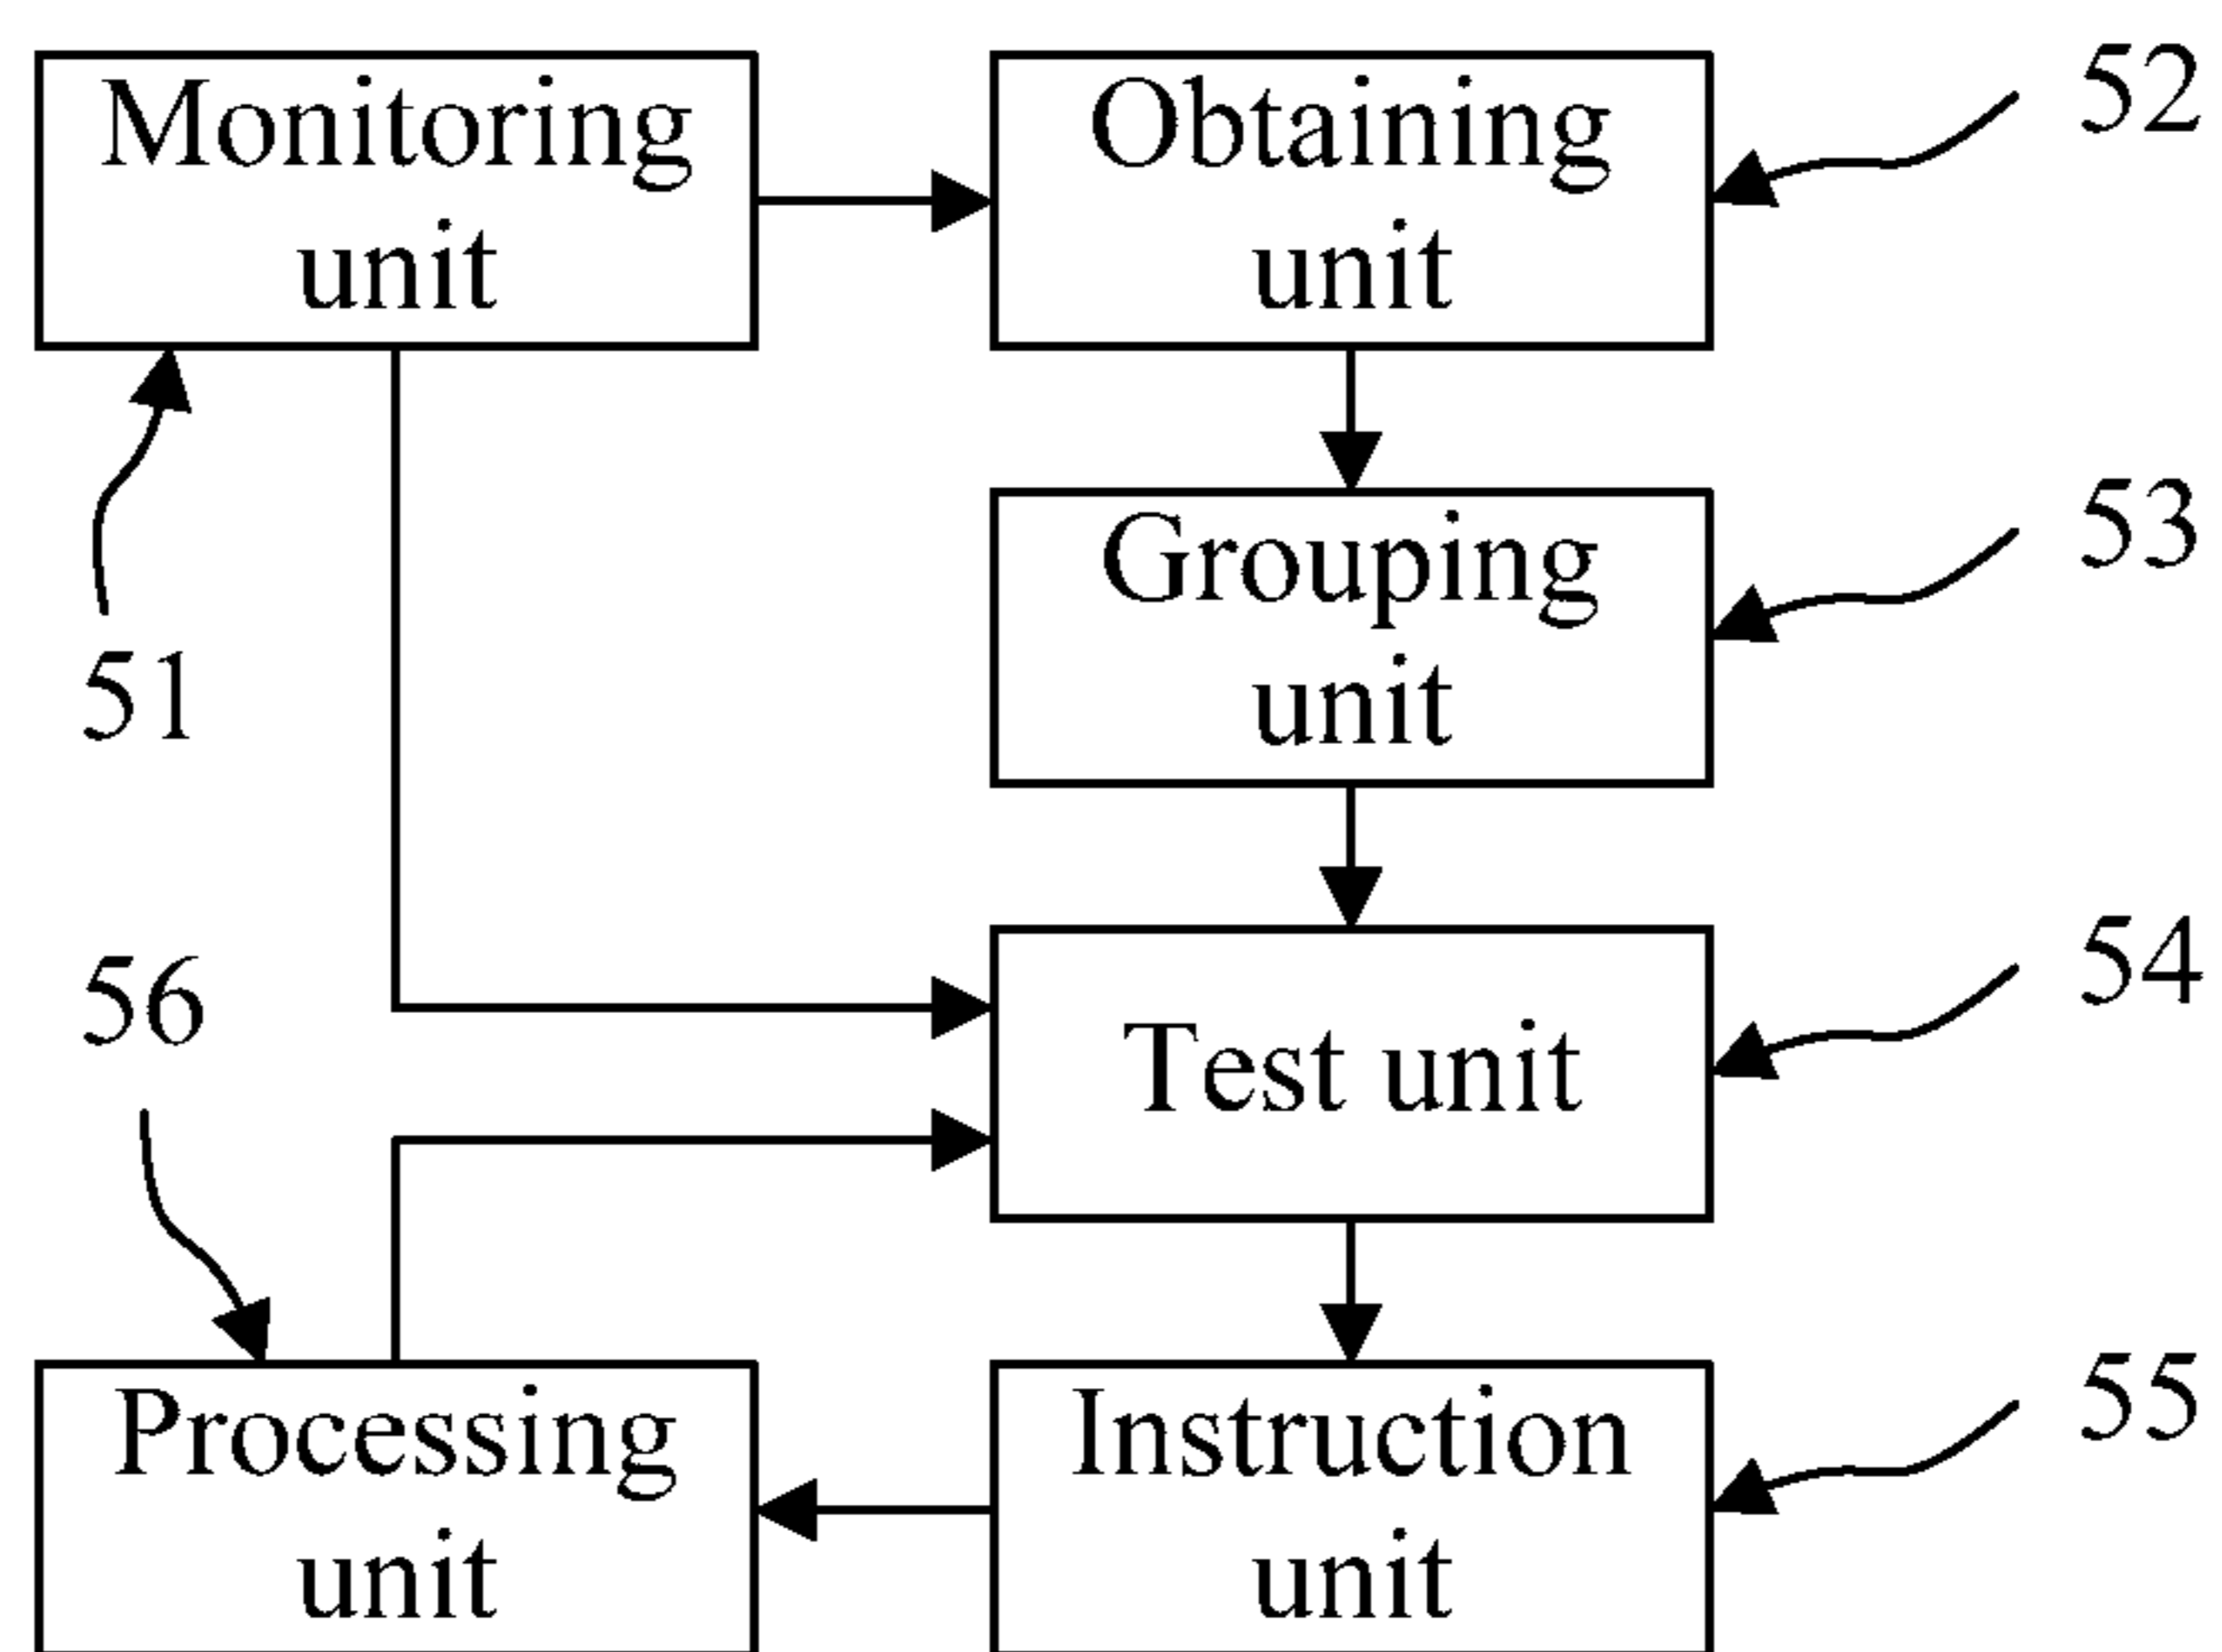 Monitoring
unit
Obtaining
unit
52
51
Grouping
unit
53
56
Test unit
54
Processing
unit
Instruction
unit
55